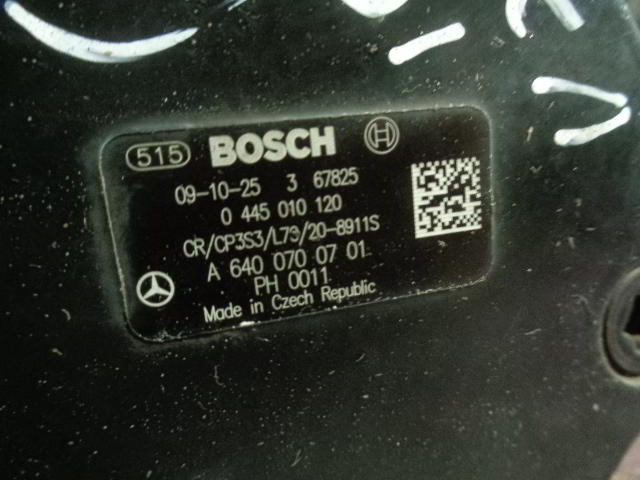 515 BOSCH
09-10-25 3 67825
0 445 010 120
CR/CP3S3/L73/20-8911S
A 640 070 07 01
PH 0011
Made in Czech Republic